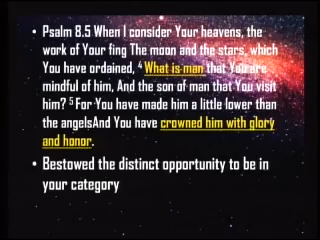 • Psalm 8.5 When I consider Your heavens, the
work of Your fing The moon and the stars, which
You have ordained, 4 What is man that You are
mindful of him, And the son of man that You visit
him? 5 For You have made him a little lower than
the angelsAnd You have crowned him with glory
and honor.
• Bestowed the distinct opportunity to be in
your category